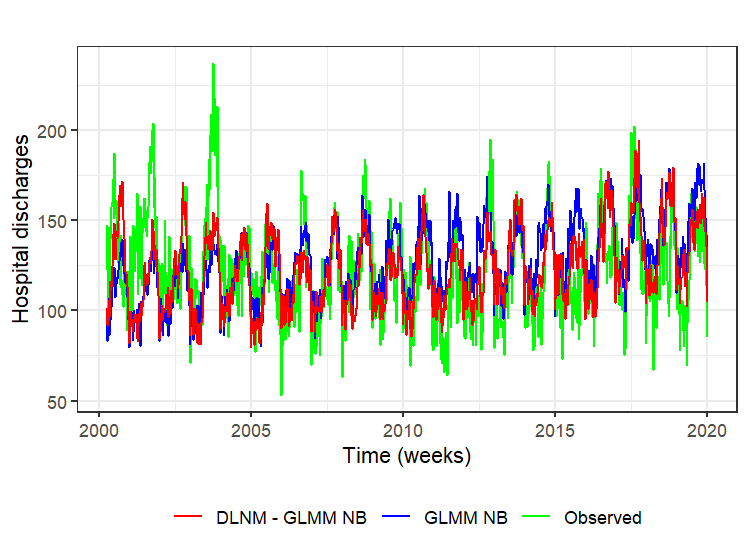 Hospital discharges
200
150
100
50
2000 2005 2010 2015 2020
Time (weeks)
DLNM - GLMM NB GLMM NB Observed